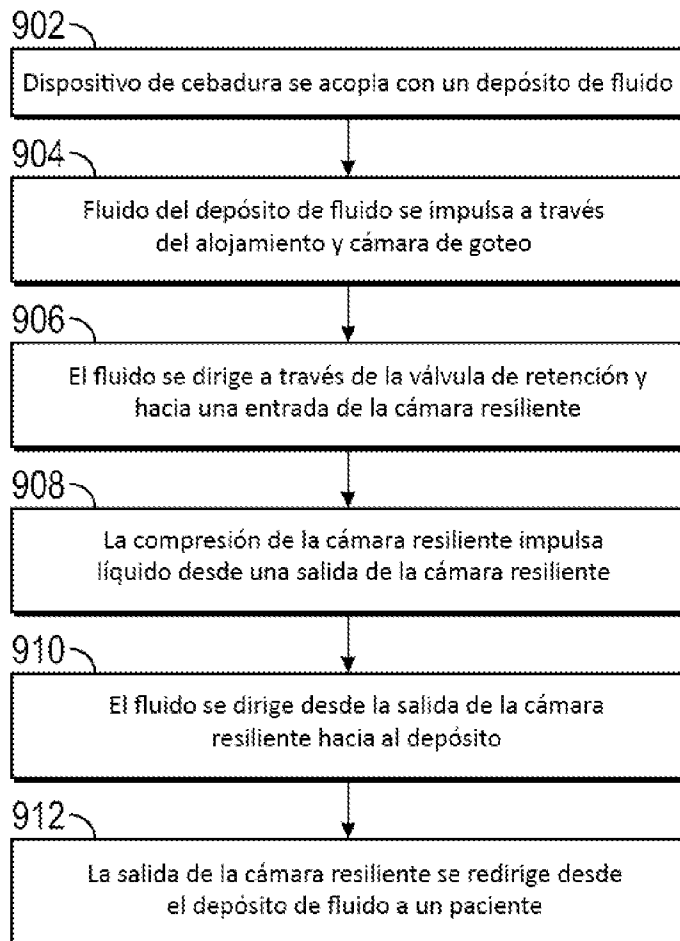 902
Dispositivo de cebadura se acopla con un depósito de fluido
904
Fluido del depósito de fluido se impulsa a través
del alojamiento y cámara de goteo
906
El fluido se dirige a través de la válvula de retención y
hacia una entrada de la cámara resiliente
908
La compresión de la cámara resiliente impulsa
líquido desde una salida de la cámara resiliente
910
El fluido se dirige desde la salida de la cámara
resiliente hacia al depósito
912
La salida de la cámara resiliente se redirige desde
el depósito de fluido a un paciente